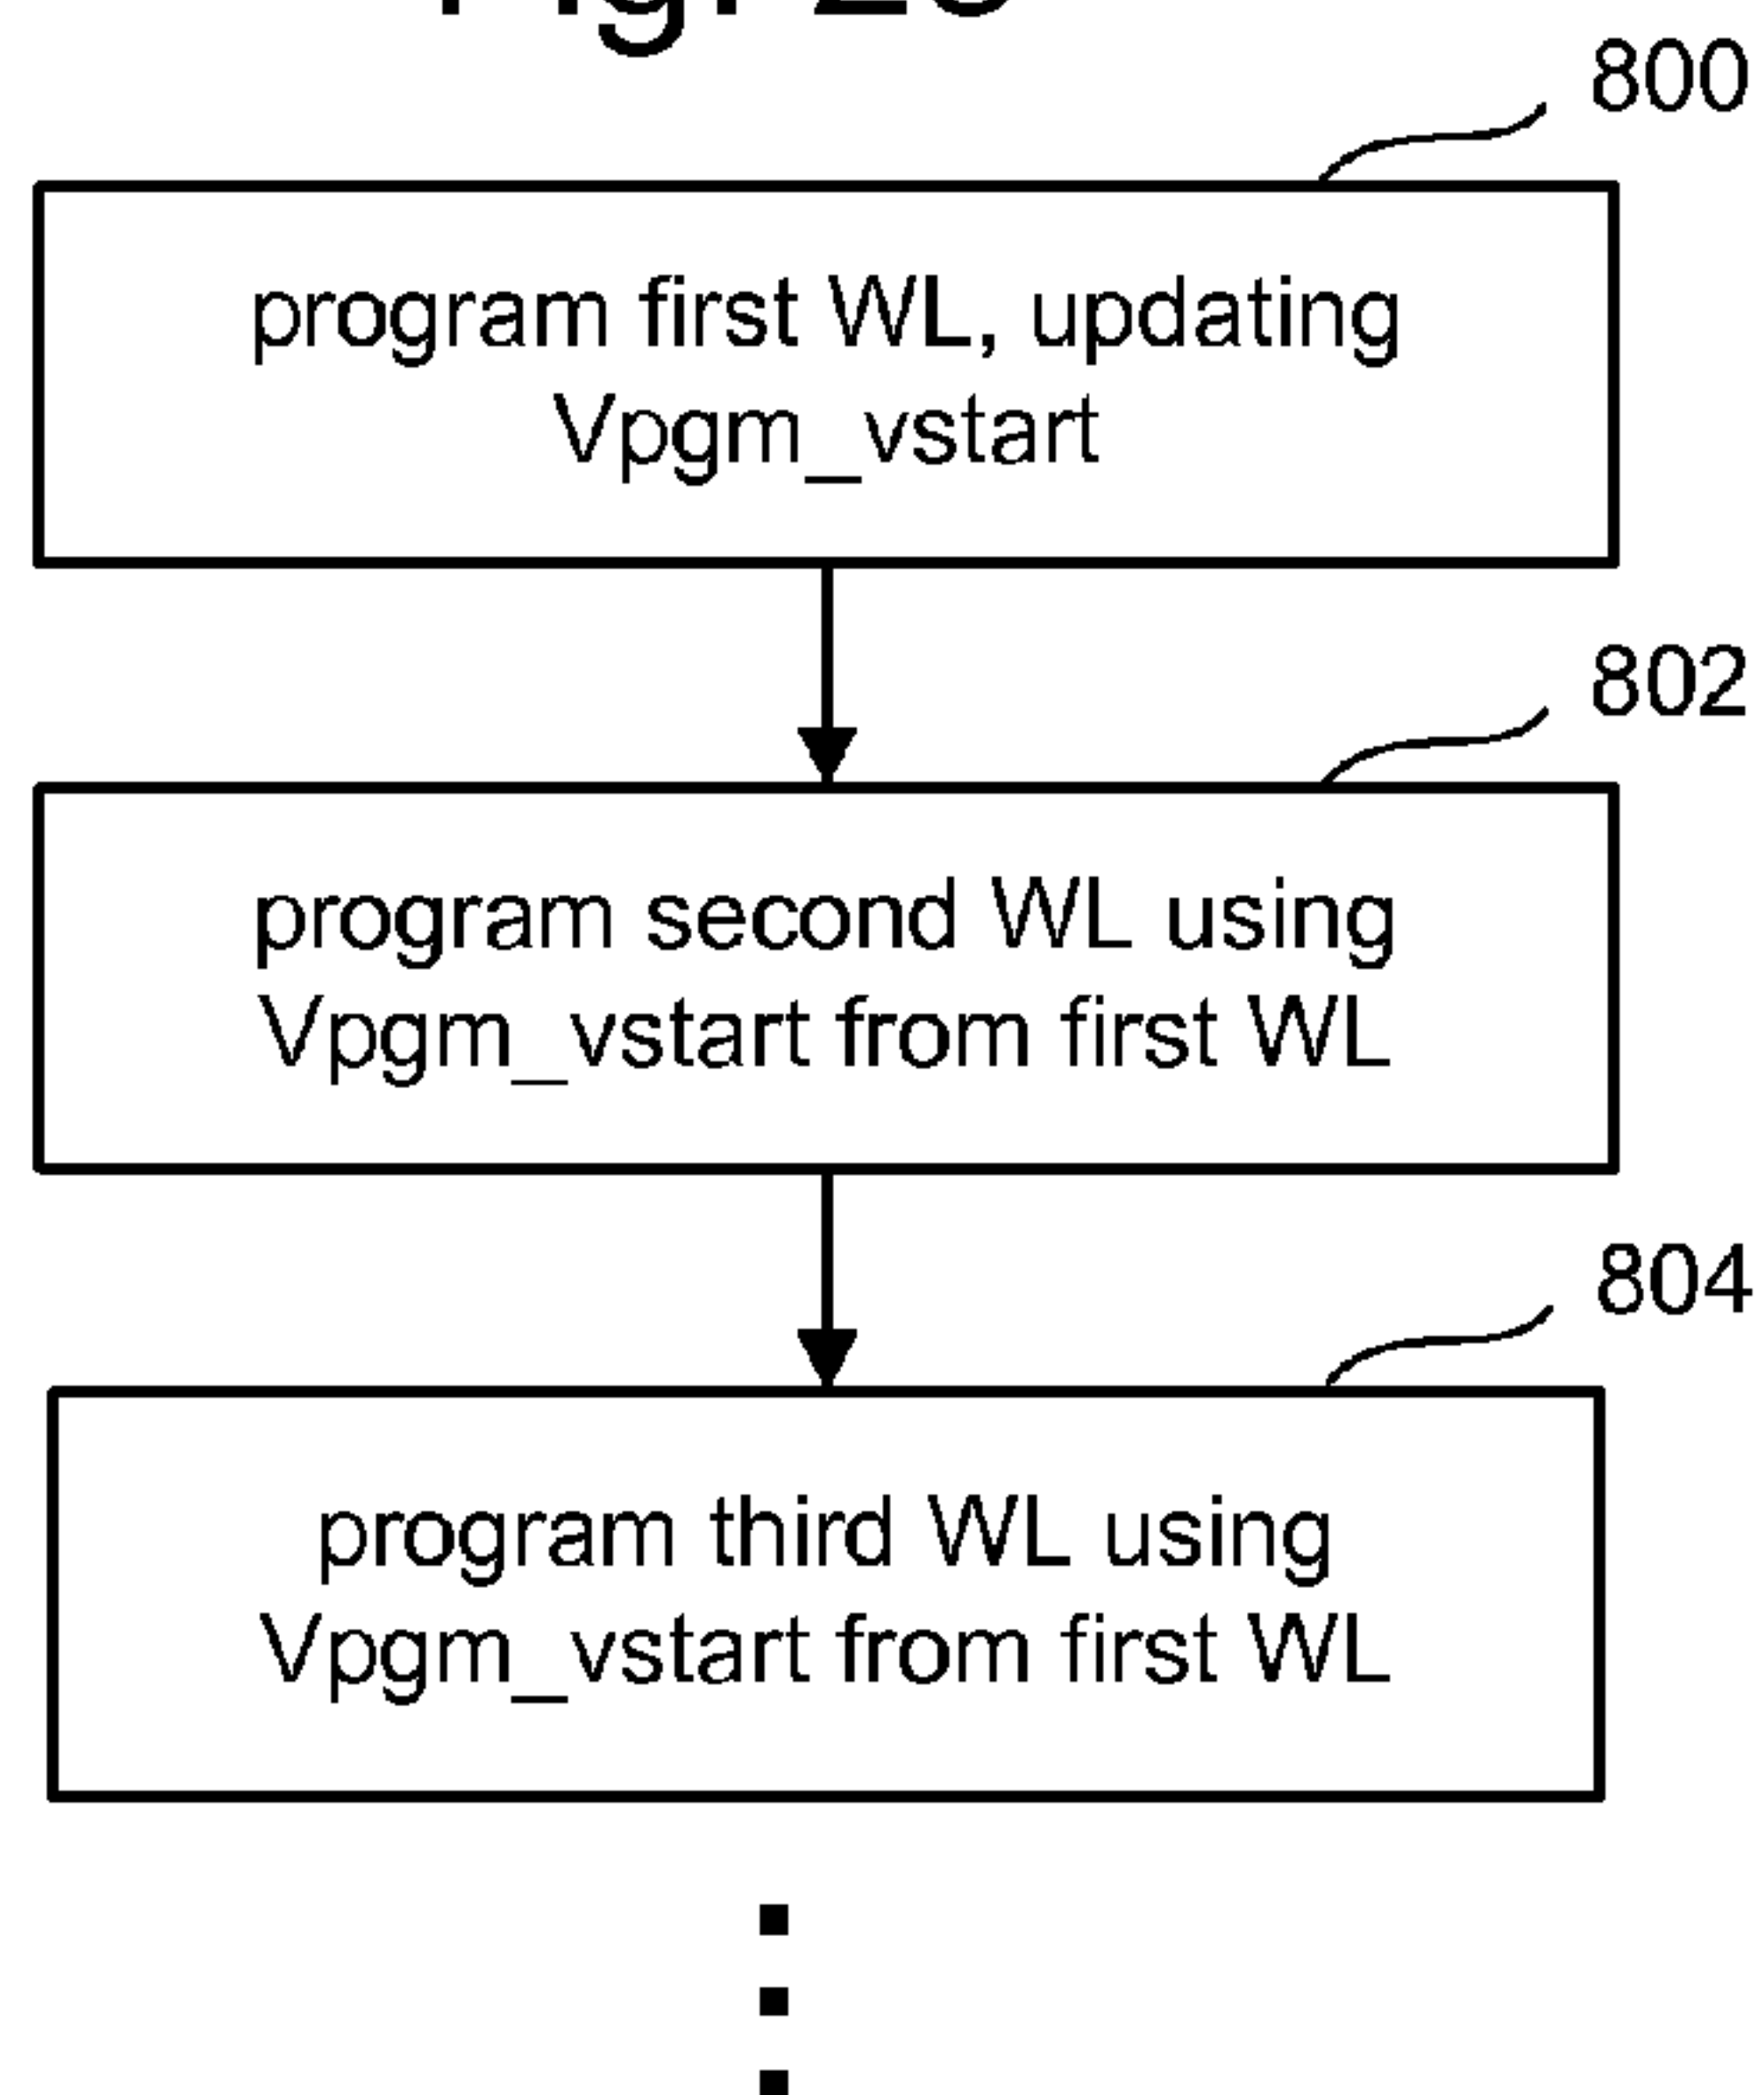 800
program first WL, updating
Vpgm_vstart
802
program second WL using
Vpgm_vstart from first WL
804
program third WL using
Vpgm_vstart from first WL